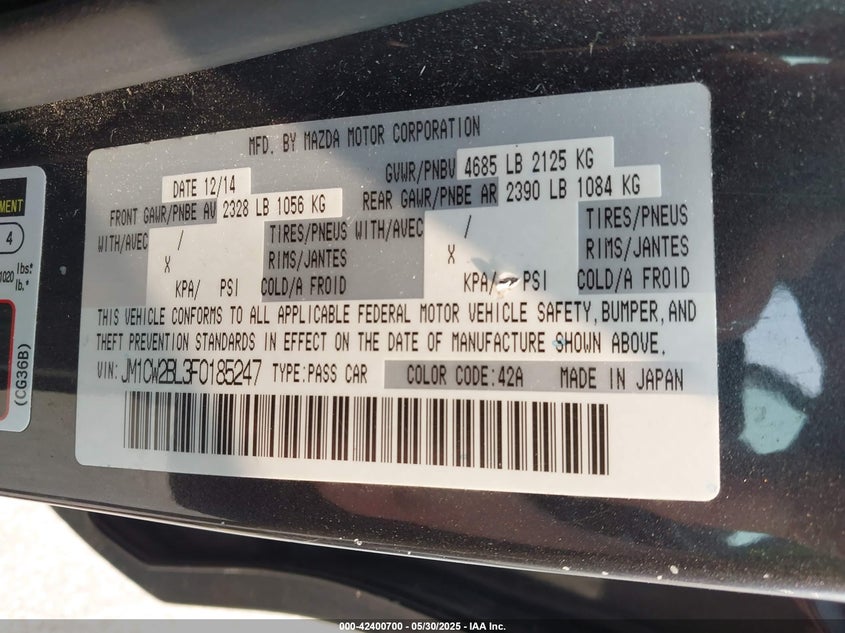 MFD. BY MAZDA MOTOR CORPORATION
DATE 12/14 GVWR/PNBV 4685 LB 2125 KG
FRONT GAWR/PNBE AV 2328 LB 1056 KG REAR GAWR/PNBE AR 2390 LB 1084 KG
WITH/AVEC / TIRES/PNEUS WITH/AVEC / TIRES/PNEUS
X RIMS/JANTES X RIMS/JANTES
KPA/ PSI COLD/A FROID KPA/ PSI COLD/A FROID
THIS VEHICLE CONFORMS TO ALL APPLICABLE FEDERAL MOTOR VEHICLE SAFETY, BUMPER, AND
THEFT PREVENTION STANDARDS IN EFFECT ON THE DATE OF MANUFACTURE SHOWN ABOVE.
VIN: JM1CW2BL3F0185247 TYPE:PASS CAR COLOR CODE:42A MADE IN JAPAN
MENT
4
1020 lbs.*
lb.*
(CG36B)
000-42400700 - 05/30/2025 - IAA Inc.